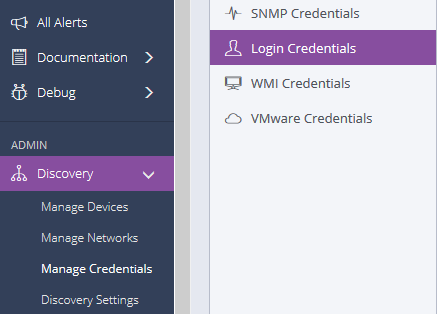 All Alerts
Documentation
Debug
ADMIN
Discovery
Manage Devices
Manage Networks
Manage Credentials
Discovery Settings
SNMP Credentials
Login Credentials
WMI Credentials
VMware Credentials